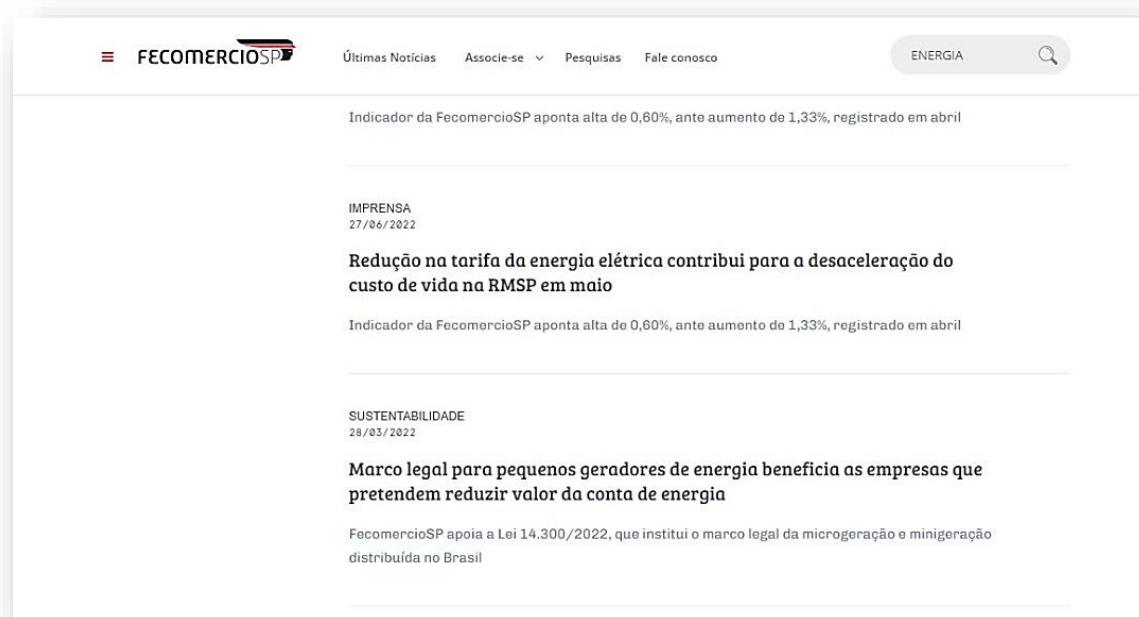 FECOMERCIOSP
Últimas Notícias Associe-se Pesquisas Fale conosco
ENERGIA
Indicador da FecomercioSP aponta alta de 0,60%, ante aumento de 1,33%, registrado em abril
IMPRENSA
27/06/2022
Redução na tarifa da energia elétrica contribui para a desaceleração do
custo de vida na RMSP em maio
Indicador da FecomercioSP aponta alta de 0,60%, ante aumento de 1,33%, registrado em abril
SUSTENTABILIDADE
28/03/2022
Marco legal para pequenos geradores de energia beneficia as empresas que
pretendem reduzir valor da conta de energia
FecomercioSP apoia a Lei 14.300/2022, que institui o marco legal da microgeração e minigeração
distribuída no Brasil